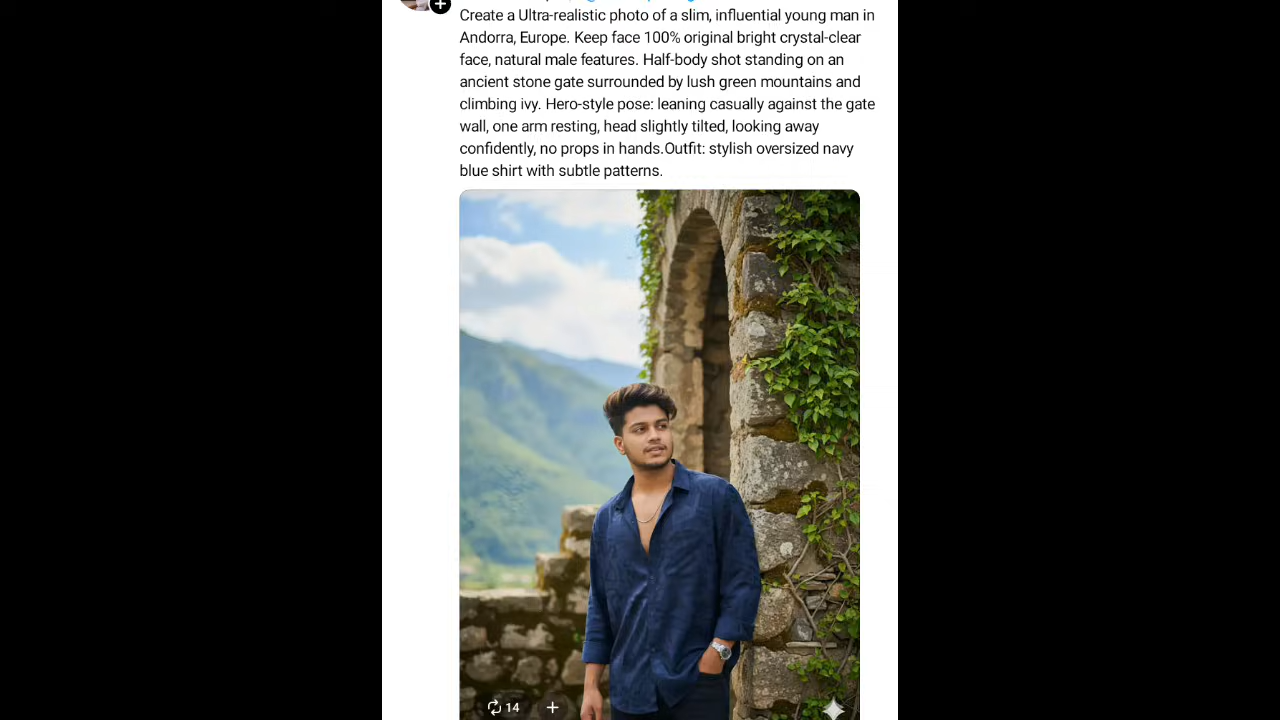 Create a Ultra-realistic photo of a slim, influential young man in
Andorra, Europe. Keep face 100% original bright crystal-clear
face, natural male features. Half-body shot standing on an
ancient stone gate surrounded by lush green mountains and
climbing ivy. Hero-style pose: leaning casually against the gate
wall, one arm resting, head slightly tilted, looking away
confidently, no props in hands.Outfit: stylish oversized navy
blue shirt with subtle patterns.
14